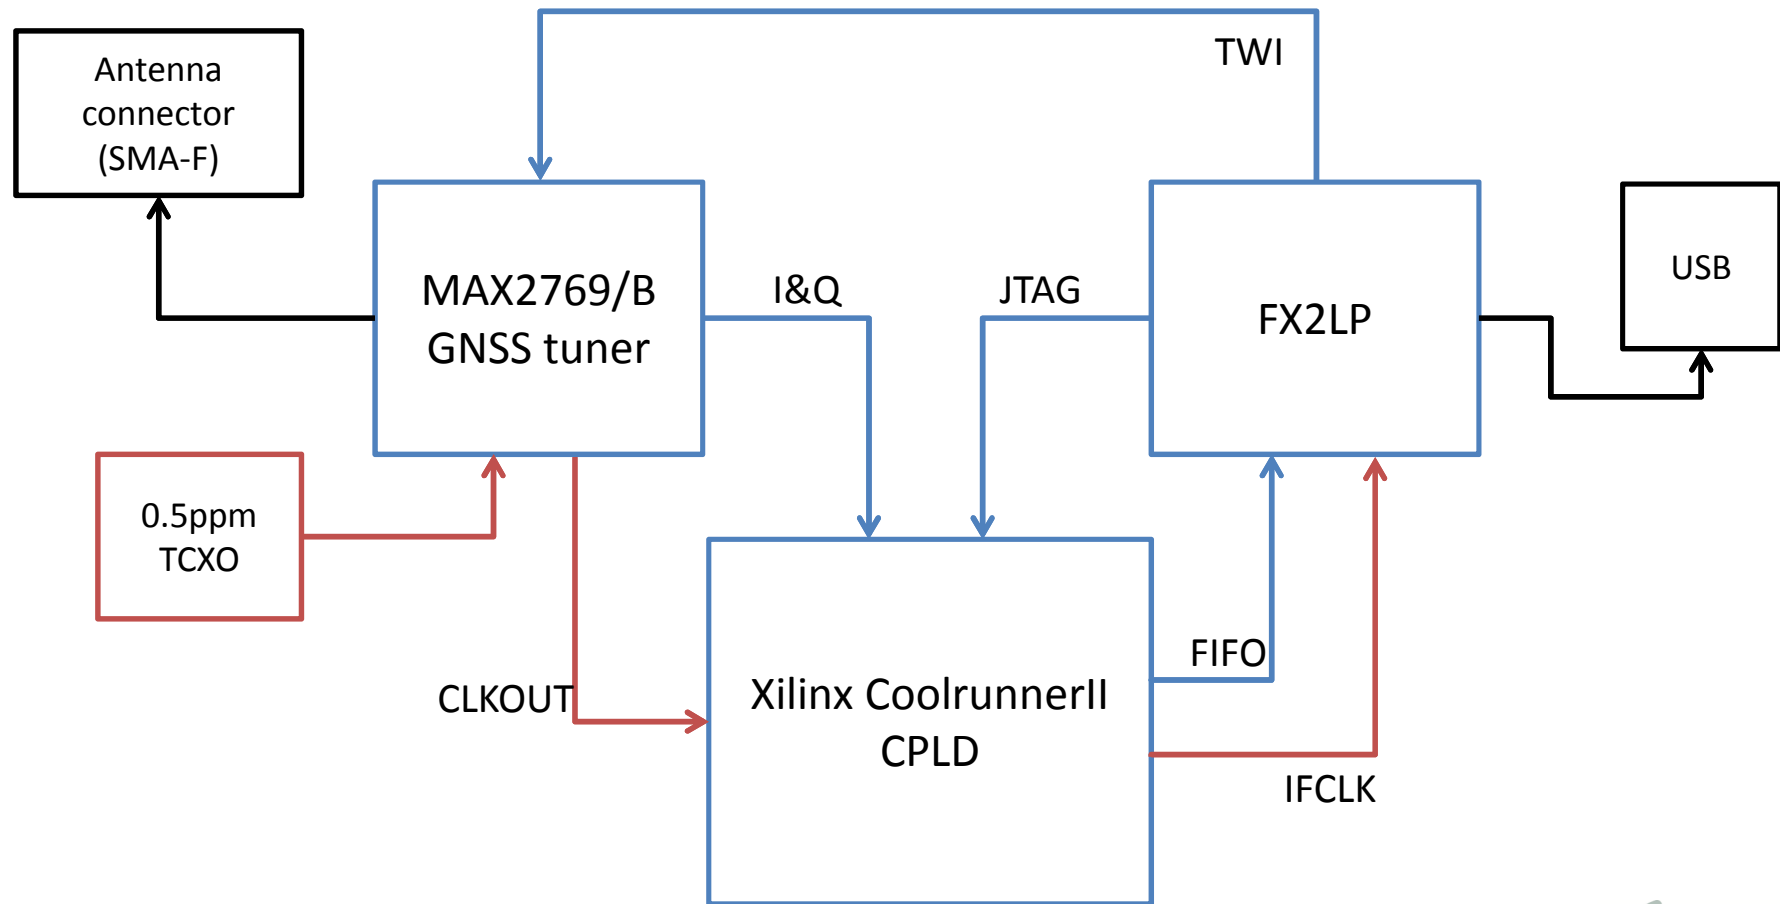 TWI
Antenna
connector
(SMA-F)
MAX2769/B
GNSS tuner
I&Q
JTAG
FX2LP
USB
0.5ppm
TCXO
CLKOUT
Xilinx CoolrunnerII
CPLD
FIFO
IFCLK